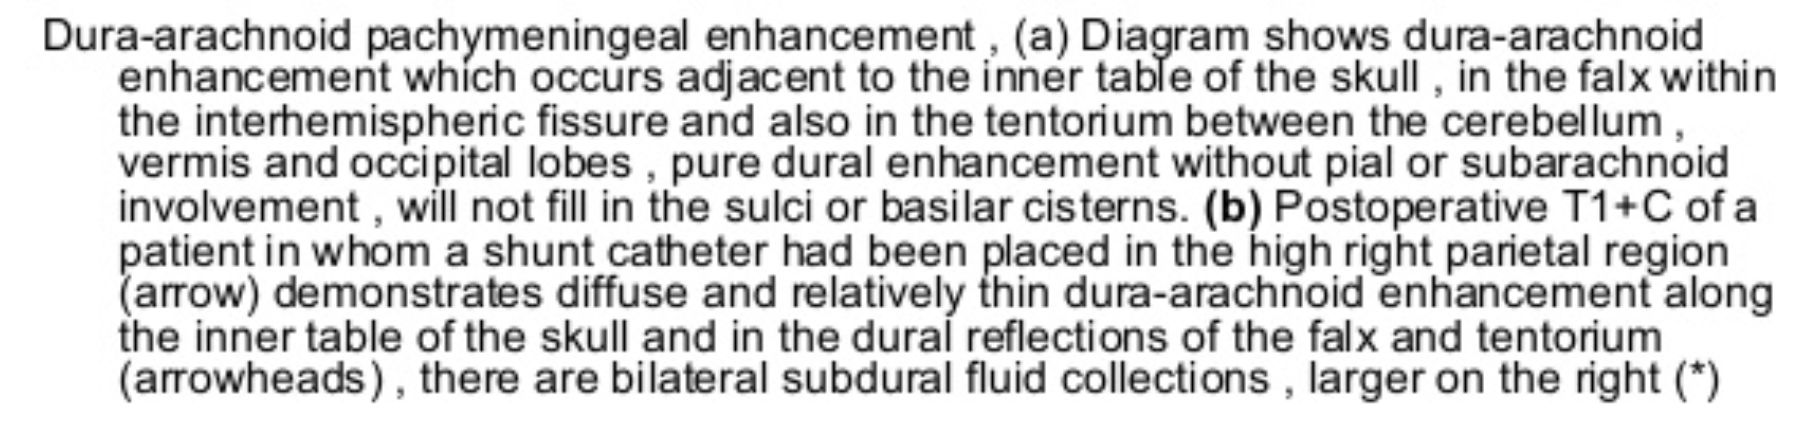 Dura-arachnoid pachymeningeal enhancement , (a) Diagram shows dura-arachnoid
enhancement which occurs adjacent to the inner table of the skull , in the falx within
the interhemispheric fissure and also in the tentorium between the cerebellum ,
vermis and occipital lobes , pure dural enhancement without pial or subarachnoid
involvement , will not fill in the sulci or basilar cisterns. (b) Postoperative T1+C of a
patient in whom a shunt catheter had been placed in the high right parietal region
(arrow) demonstrates diffuse and relatively thin dura-arachnoid enhancement along
the inner table of the skull and in the dural reflections of the falx and tentorium
(arrowheads) , there are bilateral subdural fluid collections , larger on the right (*)